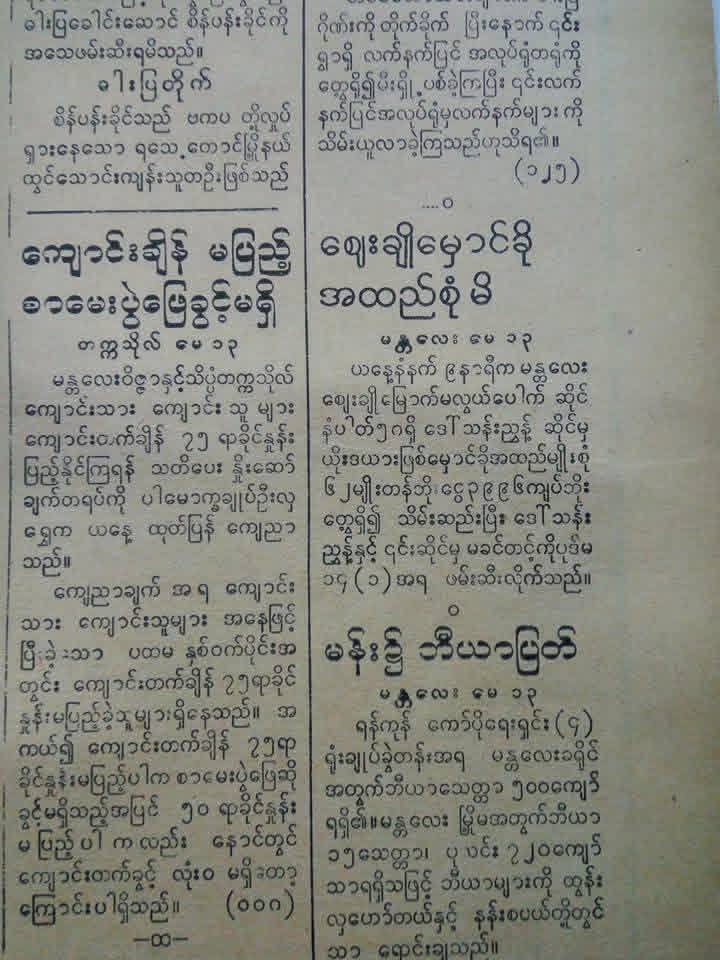 ဓါးပြခေါင်းဆောင် စိန်ပန်းခိုင်ကို
အသေဖမ်းဆီးရမိသည်။
ဓါးပြတိုက်
စိန်ပန်းခိုင်သည် ဗကပ တို့လှုပ်
ရှားနေသော ရသေ့တောင်မြို့နယ်
ထွင်သောင်းကျန်းသူတဦးဖြစ်သည်
ကျောင်းချိန် မပြည့်
စာမေးပွဲဖြေခွင့်မရှိ
တက္ကသိုလ် မေ ၁၃
မန္တလေးဝိဇ္ဇာနှင့်သိပ္ပံတက္ကသိုလ်
ကျောင်းသား ကျောင်း သူ များ
ကျောင်းတက်ချိန် ၇၅ ရာခိုင်နှုန်း
ပြည့်နိုင်ကြရန် သတိပေး နှိုးဆော်
ချက်တရပ်ကို ပါမောက္ခချုပ်ဦးလှ
ရွှေက ယနေ့ ထုတ်ပြန် ကျေညာ
သည်။
ကျေညာချက် အ ရ ကျောင်း
သား ကျောင်းသူများ အနေဖြင့်
ပြီးခဲ့သော ပထမ နှစ်ဝက်ပိုင်းအ
တွင်း ကျောင်းတက်ချိန် ၇၅ရာခိုင်
နှုန်းမပြည့်ခဲ့သူများရှိနေသည်။ အ
ကယ်၍ ကျောင်းတက်ချိန် ၇၅ရာ
ခိုင်နှုန်းမပြည့်ပါက စာမေးပွဲဖြေဆို
ခွင့်မရှိသည့်အပြင် ၅၀ ရာခိုင်နှုန်း
မ ပြည့် ပါ က လည်း နောင်တွင်
ကျောင်းတက်ခွင့် လုံးဝ မရှိတော့
ကြောင်းပါရှိသည်။ (၀၀ဂ)
—ထ—
ဂိုဏ်းကို တိုက်ခိုက် ပြီးနောက် ၎င်း
ရွာရှိ လက်နက်ပြင် အလုပ်ရုံတရုံကို
တွေ့ရှိ၍မီးရှို့ပစ်ခဲ့ကြပြီး ၎င်းလက်
နက်ပြင်အလုပ်ရုံမှလက်နက်များ ကို
သိမ်းယူလာခဲ့ကြသည်ဟုသိရ၏။
(၁၂၅)
....၀
ဈေးချိုမှောင်ခို
အထည်စုံ မိ
မန္တလေး မေ ၁၃
ယနေ့နံနက် ၉နာရီက မန္တလေး
ဈေးချိုမြောက်မလွယ်ပေါက် ဆိုင်
နံပါတ်၅ဂရှိ ဒေါ်သန်းညွန့် ဆိုင်မှ
ယိုးဒယားဖြစ်မှောင်ခိုအထည်မျိုးစုံ
၆၂မျိုးတန်ဘိုးငွေ၃၉၉၆ကျပ်ဘိုး
တွေ့ရှိ၍ သိမ်းဆည်းပြီး ဒေါ်သန်း
ညွန့်နှင့် ၎င်းဆိုင်မှ မခင်တင့်ကိုပုဒ်မ
၁၄ (၁) အရ ဖမ်းဆီးလိုက်သည်။
၀
မန်း၌ ဘီယာပြတ်
မန္တလေး မေ ၁၃
ရန်ကုန် ကော်ပိုရေးရှင်း (၄)
ရုံးချုပ်ခွဲတန်းအရ မန္တလေးခရိုင်
အတွက်ဘီယာသေတ္တာ ၅၀၀ကျော်
ရရှိ၏။မန္တလေး မြို့မအတွက်ဘီယာ
၁၅သေတ္တာ၊ ပုလင်း ၇၂၀ကျော်
သာရရှိသဖြင့် ဘီယာများကို ထွန်း
လှဟော်တယ်နှင့် နန်းစပယ်တို့တွင်
သာ ရောင်းချသည်။